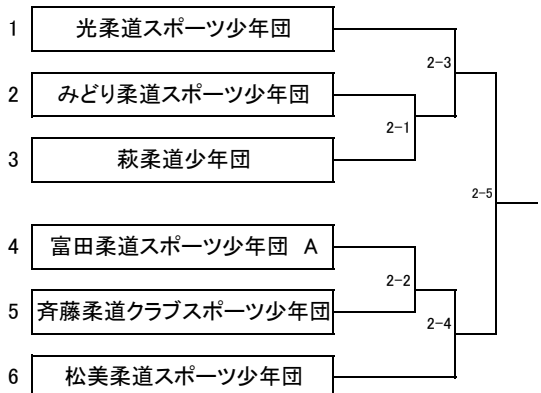 1 光柔道スポーツ少年団
2-3
2 みどり柔道スポーツ少年団
2-1
3 萩柔道少年団
2-5
4 富田柔道スポーツ少年団 A
2-2
5 斉藤柔道クラブスポーツ少年団
2-4
6 松美柔道スポーツ少年団